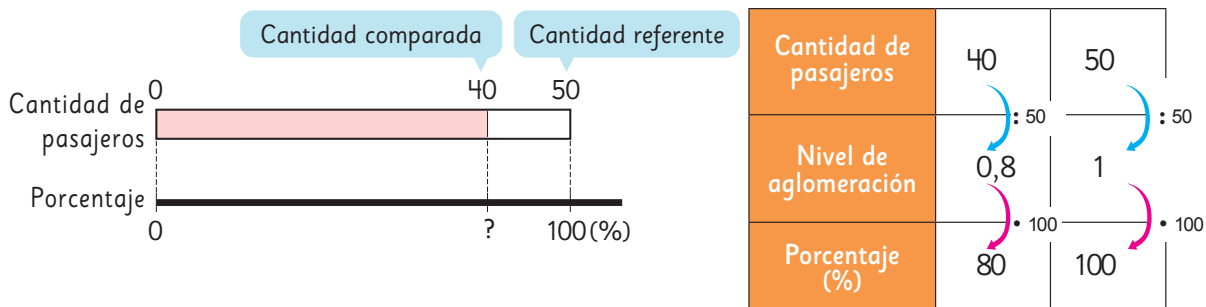 Cantidad comparada
Cantidad referente
0 40 50
Cantidad de
pasajeros
Porcentaje
0 ? 100 (%)
Cantidad de
pasajeros
40 50
: 50 : 50
Nivel de
aglomeración
0,8 1
• 100 • 100
Porcentaje
(%)
80 100